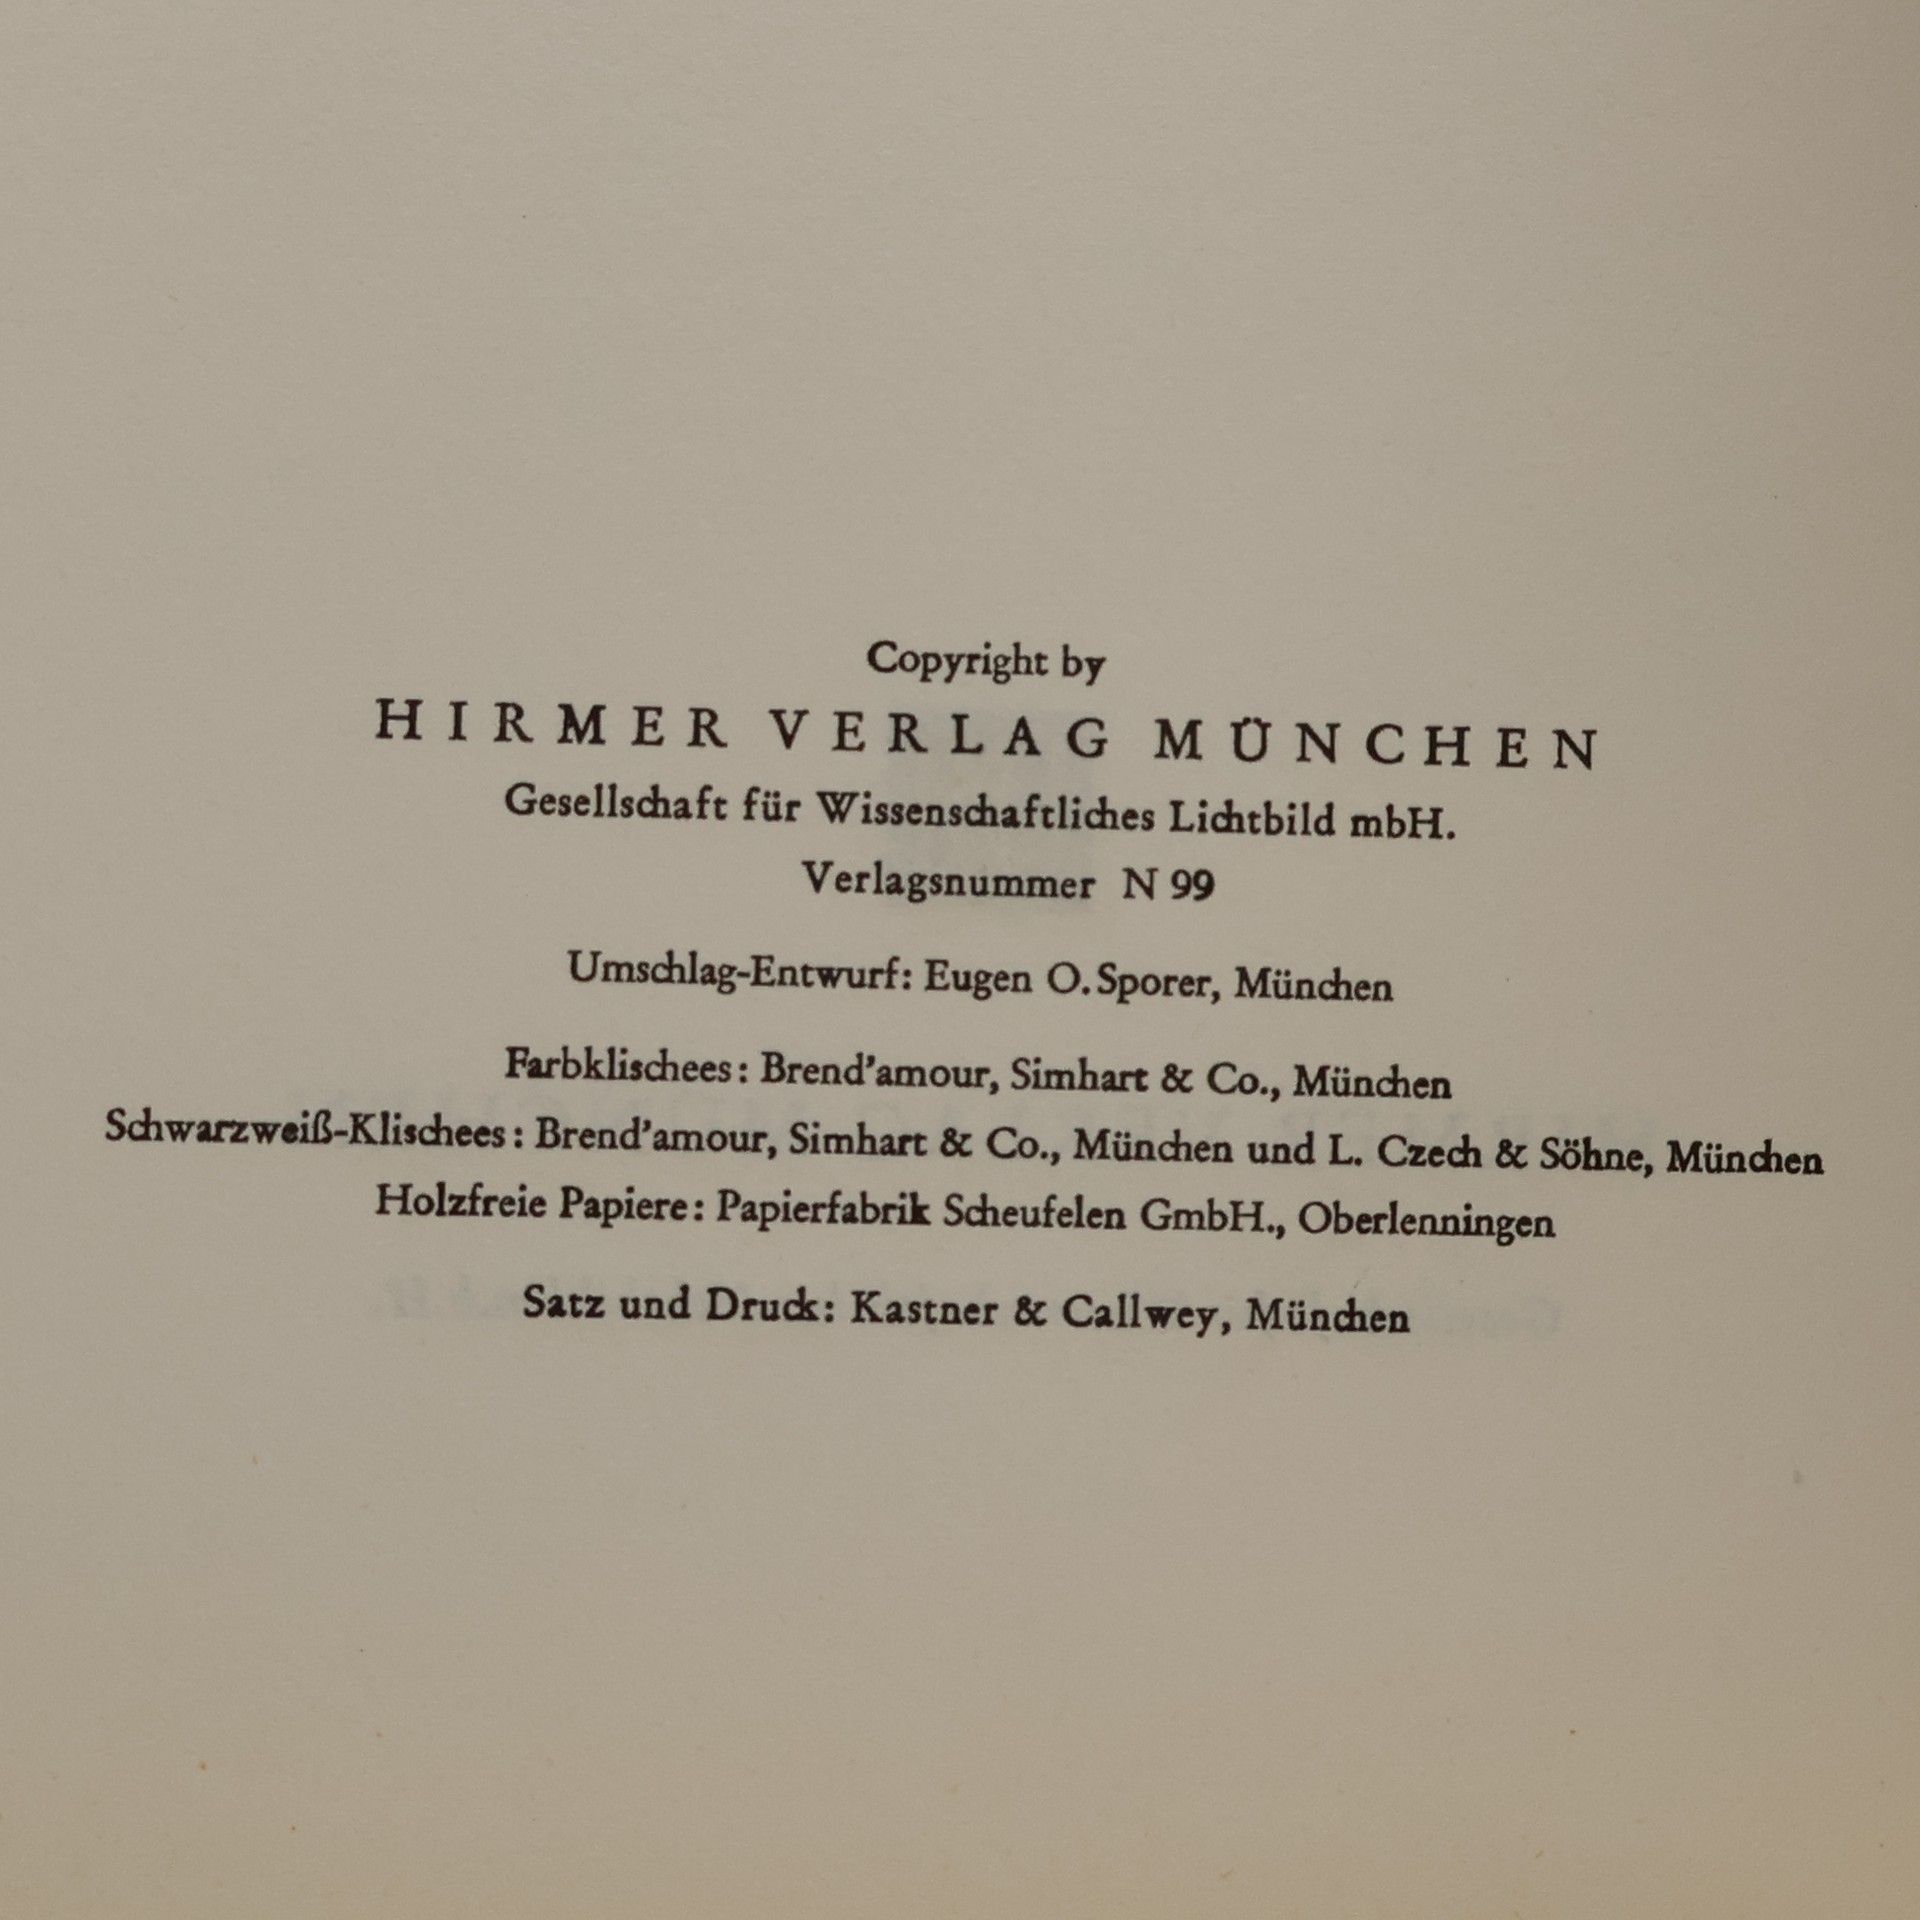 Copyright by
HIRMER VERLAG MÜNCHEN
Gesellschaft für Wissenschaftliches Lichtbild mbH.
Verlagsnummer N 99
Umschlag-Entwurf: Eugen O. Sporer, München
Farbklischees: Brend'amour, Simhart & Co., München
Schwarzweiß-Klischees: Brend'amour, Simhart & Co., München und L. Czech & Söhne, München
Holzfreie Papiere: Papierfabrik Scheufelen GmbH., Oberlenningen
Satz und Druck: Kastner & Callwey, München